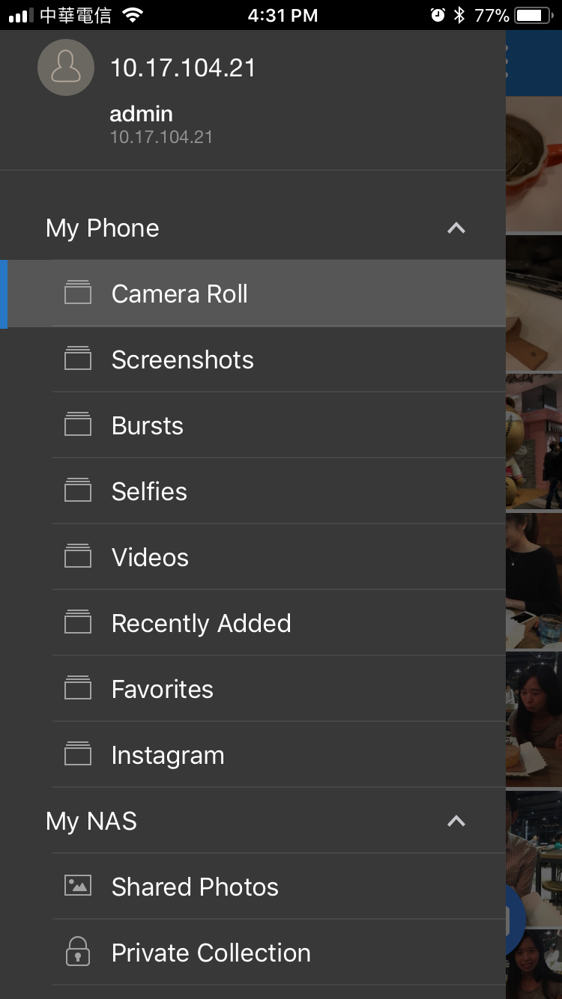 中華電信 4:31 PM 77%
10.17.104.21
admin
10.17.104.21
My Phone
Camera Roll
Screenshots
Bursts
Selfies
Videos
Recently Added
Favorites
Instagram
My NAS
Shared Photos
Private Collection